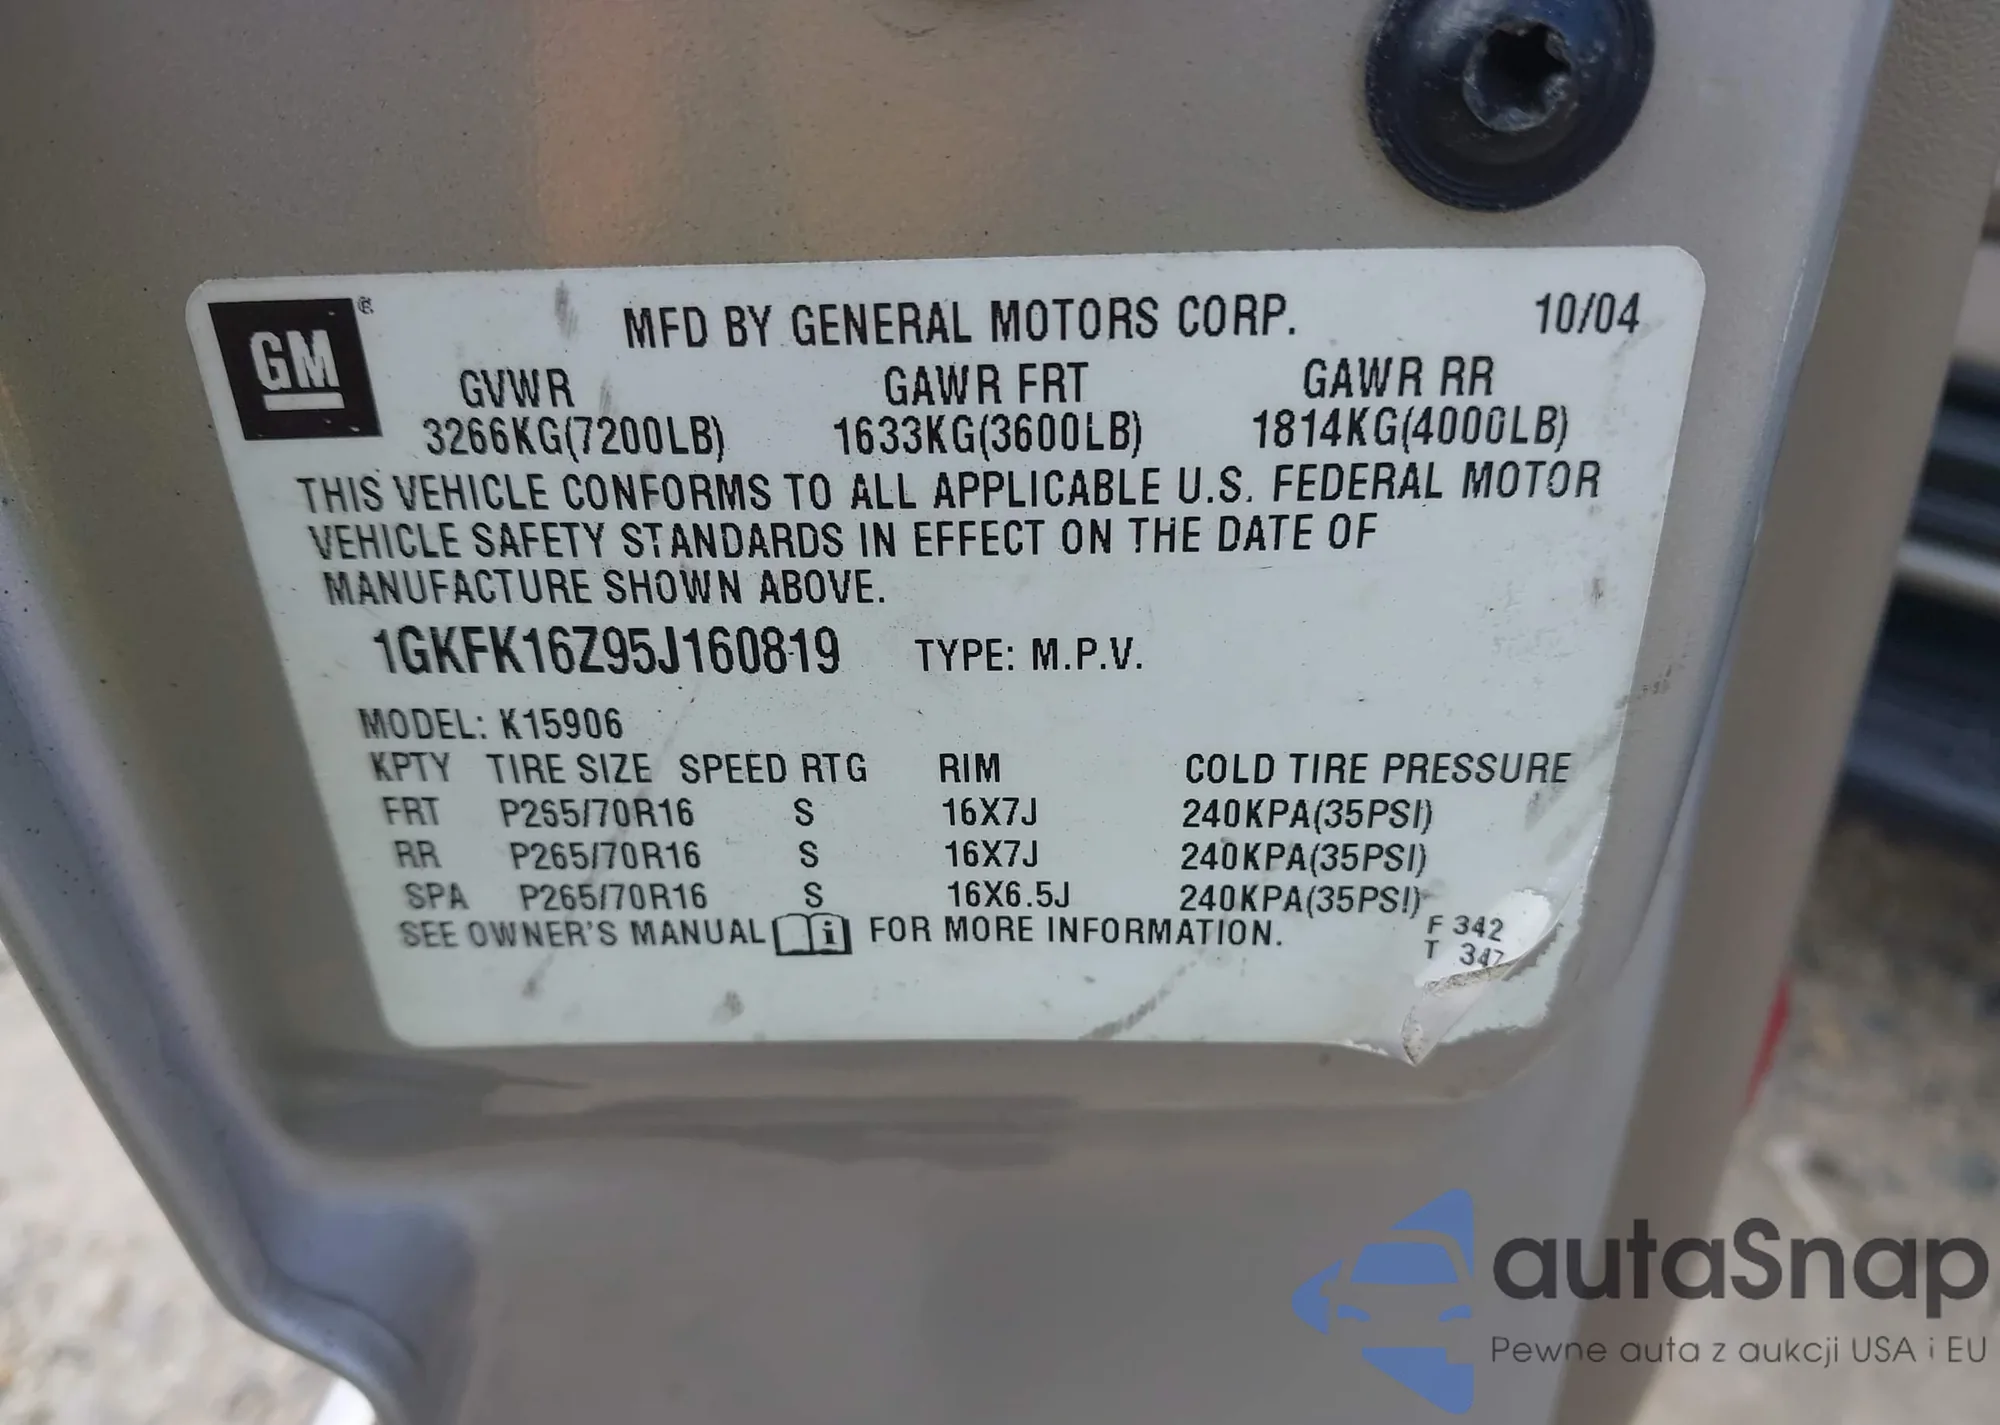 GM ®
MFD BY GENERAL MOTORS CORP. 10/04
GVWR GAWR FRT GAWR RR
3266KG(7200LB) 1633KG(3600LB) 1814KG(4000LB)
THIS VEHICLE CONFORMS TO ALL APPLICABLE U.S. FEDERAL MOTOR
VEHICLE SAFETY STANDARDS IN EFFECT ON THE DATE OF
MANUFACTURE SHOWN ABOVE.
1GKFK16Z95J160819 TYPE: M.P.V.
MODEL: K15906
KPTY TIRE SIZE SPEED RTG RIM COLD TIRE PRESSURE
FRT P265/70R16 S 16X7J 240KPA(35PSI)
RR P265/70R16 S 16X7J 240KPA(35PSI)
SPA P265/70R16 S 16X6.5J 240KPA(35PSI)
SEE OWNER'S MANUAL i FOR MORE INFORMATION.
F 342
T 347
autaSnap
Pewne auta z aukcji USA i EU